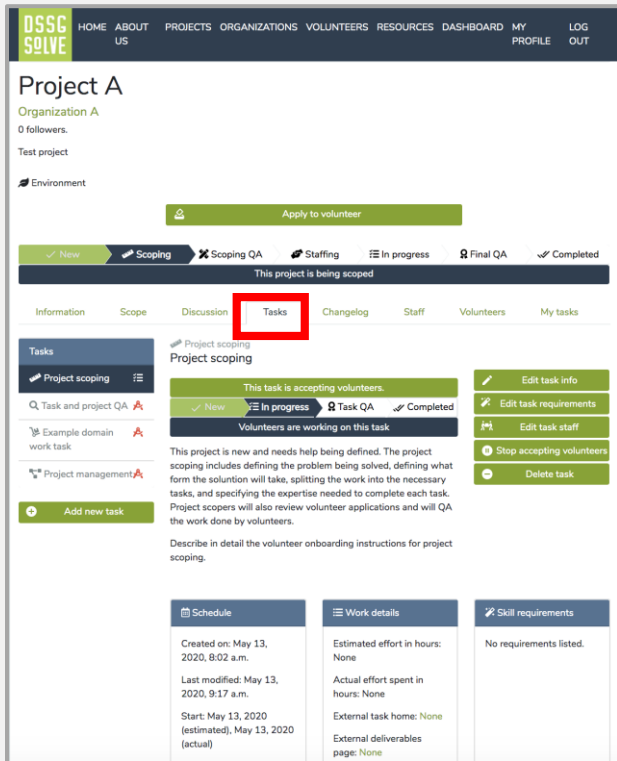 DSSG
SOLVE
HOME ABOUT US PROJECTS ORGANIZATIONS VOLUNTEERS RESOURCES DASHBOARD MY PROFILE LOG OUT
Project A
Organization A
0 followers.
Test project
Environment
Apply to volunteer
New Scoping Scoping QA Staffing In progress Final QA Completed
This project is being scoped
Information Scope Discussion Tasks Changelog Staff Volunteers My tasks
Tasks
Project scoping
Task and project QA
Example domain
work task
Project management
Add new task
Project scoping
Project scoping
This task is accepting volunteers.
New In progress Task QA Completed
Volunteers are working on this task
This project is new and needs help being defined. The project
scoping includes defining the problem being solved, defining what
form the soluntion will take, splitting the work into the necessary
tasks, and specifying the expertise needed to complete each task.
Project scopers will also review volunteer applications and will QA
the work done by volunteers.
Describe in detail the volunteer onboarding instructions for project
scoping.
Edit task info
Edit task requirements
Edit task staff
Stop accepting volunteers
Delete task
Schedule
Created on: May 13,
2020, 8:02 a.m.
Last modified: May 13,
2020, 9:17 a.m.
Start: May 13, 2020
(estimated), May 13, 2020
(actual)
Work details
Estimated effort in hours:
None
Actual effort spent in
hours: None
External task home: None
External deliverables
page: None
Skill requirements
No requirements listed.